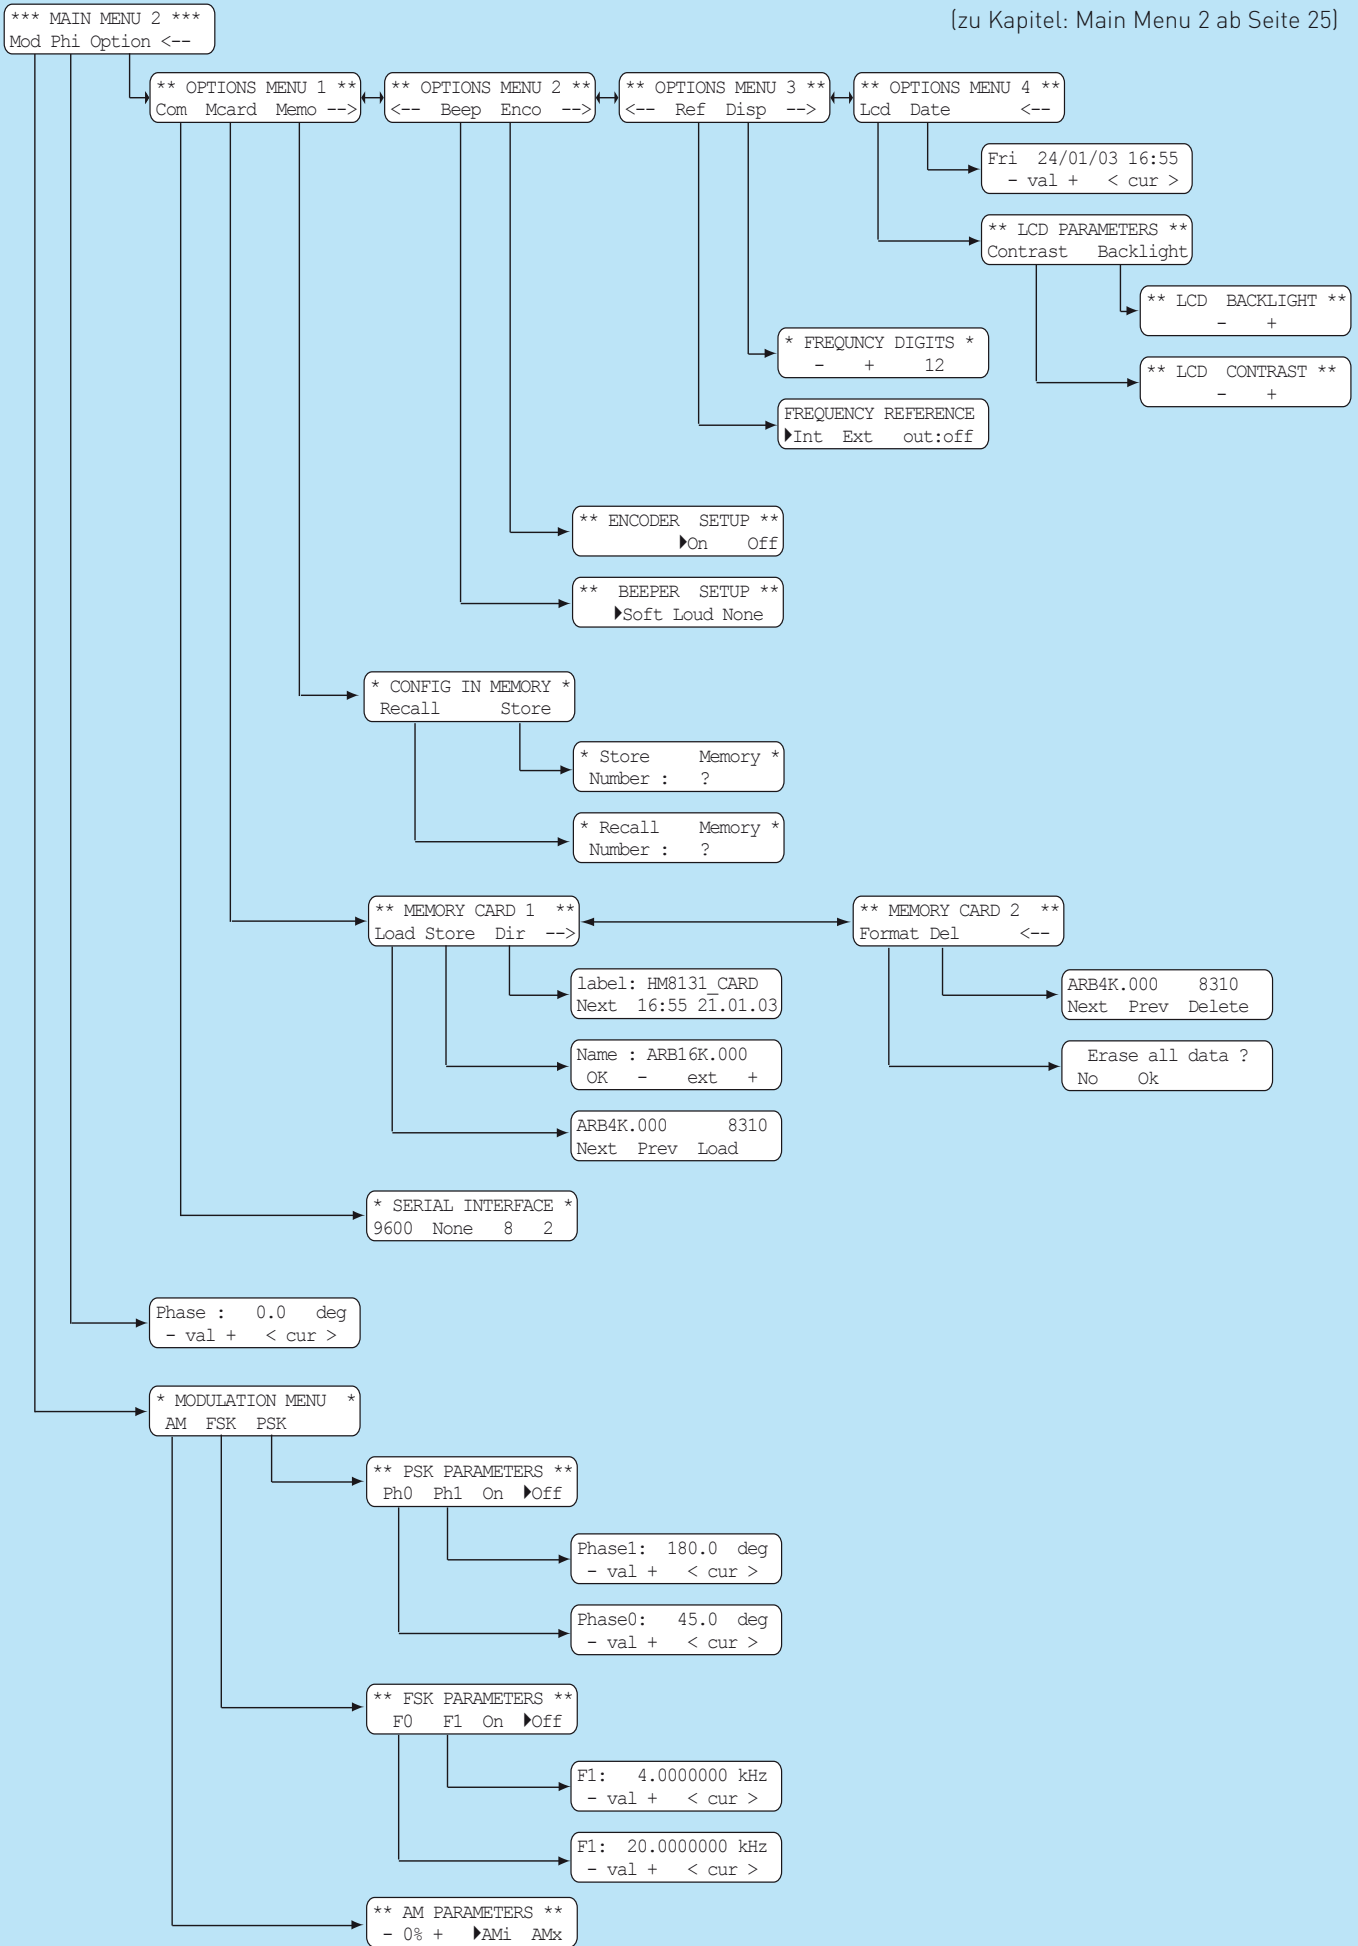 *** MAIN MENU 2 ***
Mod Phi Option <--
(zu Kapitel: Main Menu 2 ab Seite 25)
** OPTIONS MENU 1 **
Com Mcard Memo -->
** OPTIONS MENU 2 **
<-- Beep Enco -->
** OPTIONS MENU 3 **
<-- Ref Disp -->
** OPTIONS MENU 4 **
Lcd Date <--
Fri 24/01/03 16:55
- val + < cur >
** LCD PARAMETERS **
Contrast Backlight
** LCD BACKLIGHT **
- +
* FREQUNCY DIGITS *
- + 12
** LCD CONTRAST **
- +
FREQUENCY REFERENCE
▶Int Ext out:off
** ENCODER SETUP **
▶On Off
** BEEPER SETUP **
▶Soft Loud None
* CONFIG IN MEMORY *
Recall Store
* Store Memory *
Number : ?
* Recall Memory *
Number : ?
** MEMORY CARD 1 **
Load Store Dir -->
** MEMORY CARD 2 **
Format Del <--
label: HM8131_CARD
Next 16:55 21.01.03
ARB4K.000 8310
Next Prev Delete
Name : ARB16K.000
OK - ext +
Erase all data ?
No Ok
ARB4K.000 8310
Next Prev Load
* SERIAL INTERFACE *
9600 None 8 2
Phase : 0.0 deg
- val + < cur >
* MODULATION MENU *
AM FSK PSK
** PSK PARAMETERS **
Ph0 Ph1 On ▶Off
Phase1: 180.0 deg
- val + < cur >
Phase0: 45.0 deg
- val + < cur >
** FSK PARAMETERS **
F0 F1 On ▶Off
F1: 4.0000000 kHz
- val + < cur >
F1: 20.0000000 kHz
- val + < cur >
** AM PARAMETERS **
- 0% + ▶AMi AMx